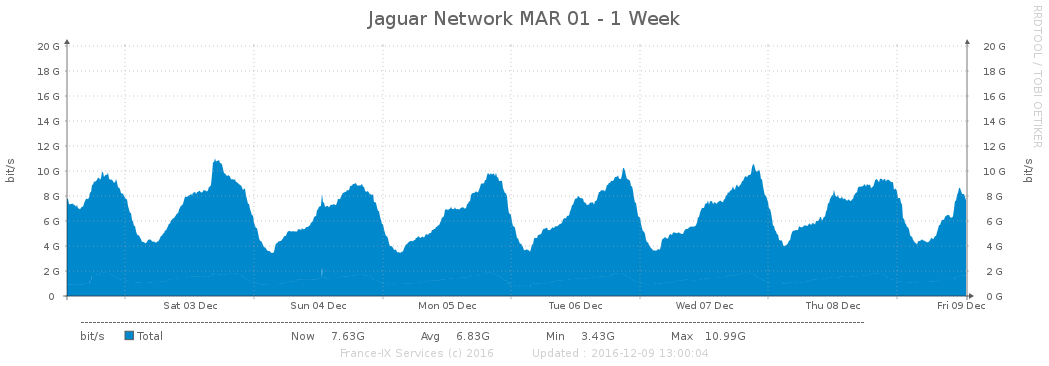 Jaguar Network MAR 01 - 1 Week
RRDTOOL / TOBI OETIKER
bit/s
bit/s
20 G 20 G
18 G 18 G
16 G 16 G
14 G 14 G
12 G 12 G
10 G 10 G
8 G 8 G
6 G 6 G
4 G 4 G
2 G 2 G
0 0 G
Sat 03 Dec Sun 04 Dec Mon 05 Dec Tue 06 Dec Wed 07 Dec Thu 08 Dec Fri 09 Dec
bit/s Total Now 7.63G Avg 6.83G Min 3.43G Max 10.99G
France-IX Services (c) 2016 Updated : 2016-12-09 13:00:04